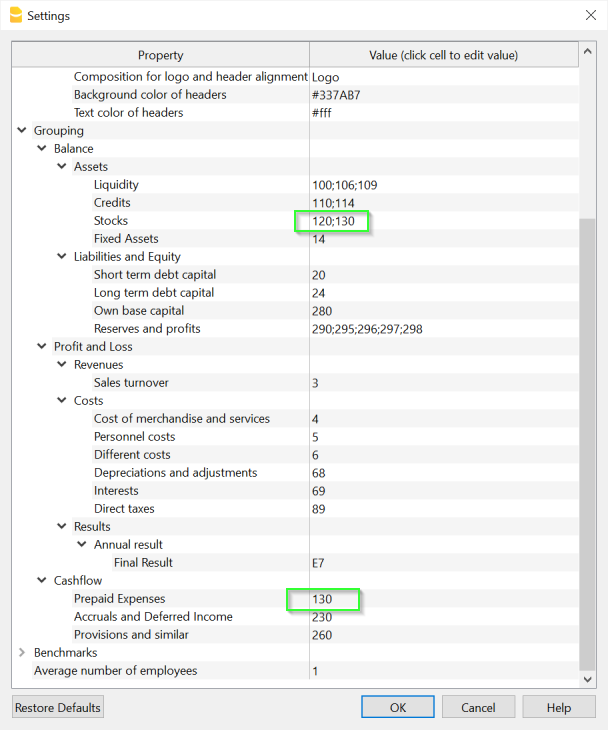 Settings
Property Value (click cell to edit value)
Composition for logo and header alignment Logo
Background color of headers #337AB7
Text color of headers #fff
Grouping
Balance
Assets
Liquidity 100;106;109
Credits 110;114
Stocks 120;130
Fixed Assets 14
Liabilities and Equity
Short term debt capital 20
Long term debt capital 24
Own base capital 280
Reserves and profits 290;295;296;297;298
Profit and Loss
Revenues
Sales turnover 3
Costs
Cost of merchandise and services 4
Personnel costs 5
Different costs 6
Depreciations and adjustments 68
Interests 69
Direct taxes 89
Results
Annual result
Final Result E7
Cashflow
Prepaid Expenses 130
Accruals and Deferred Income 230
Provisions and similar 260
Benchmarks
Average number of employees 1
Restore Defaults OK Cancel Help